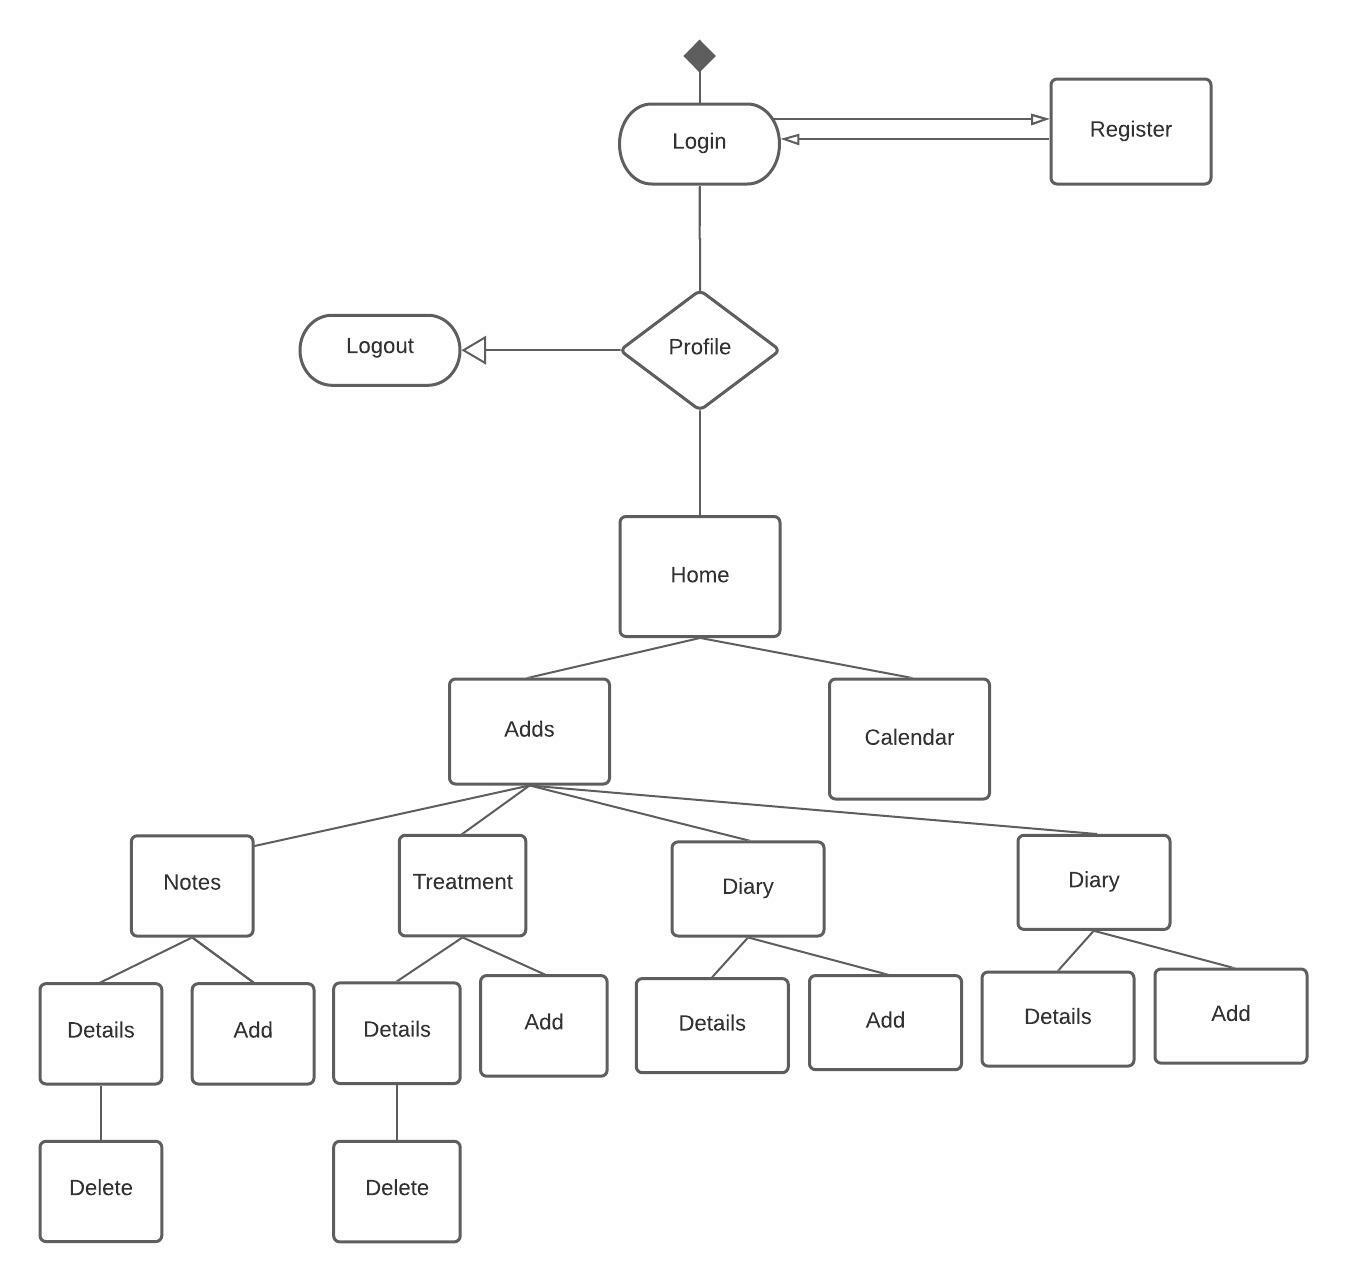 Login
Register
Logout
Profile
Home
Adds
Calendar
Notes
Treatment
Diary
Diary
Details
Add
Details
Add
Details
Add
Details
Add
Delete
Delete